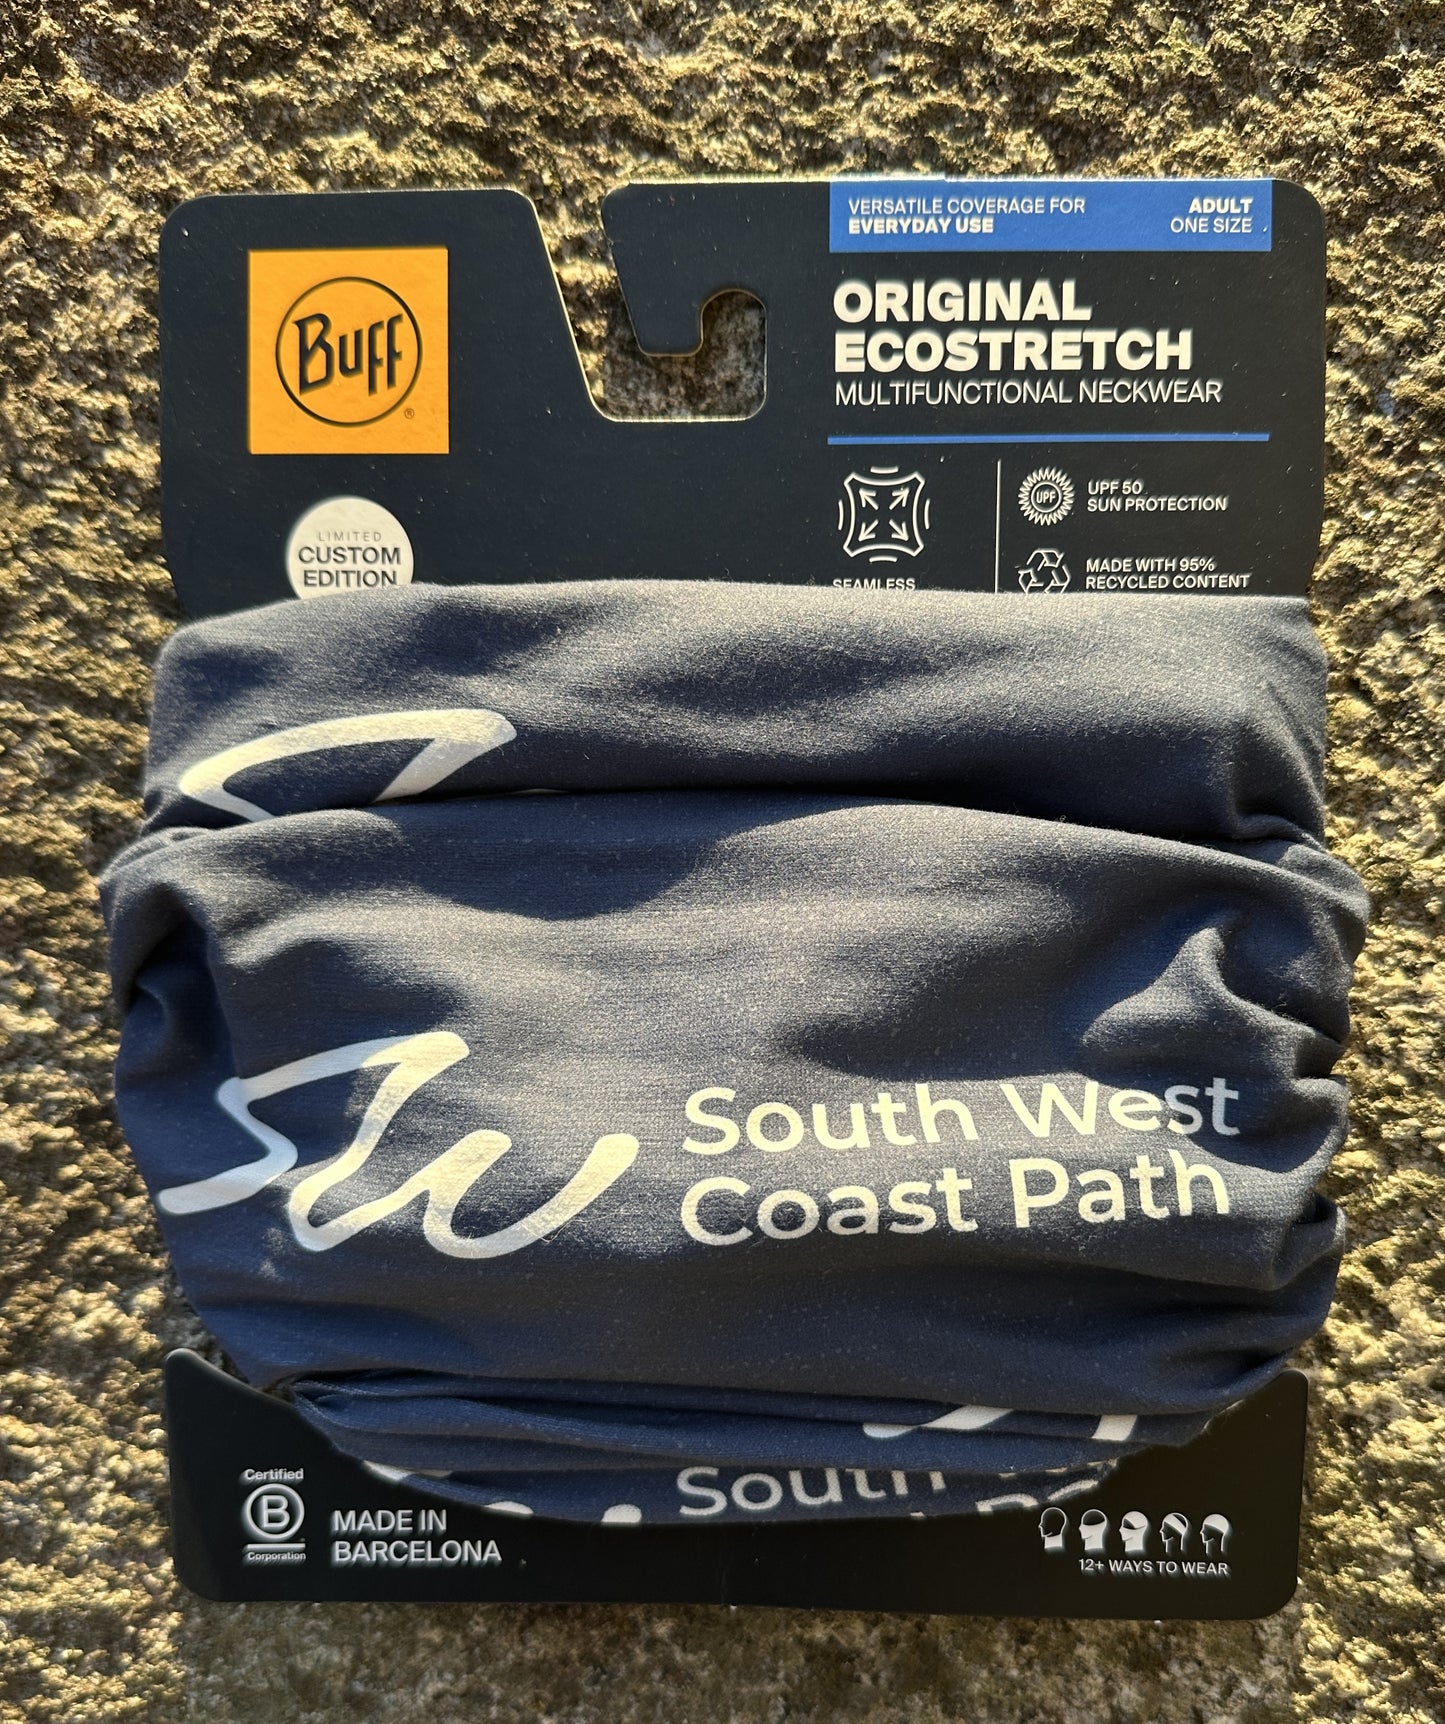 VERSATILE COVERAGE FOR
EVERYDAY USE
ADULT
ONE SIZE
BUFF
®
ORIGINAL
ECOSTRETCH
MULTIFUNCTIONAL NECKWEAR
LIMITED
CUSTOM
EDITION
SEAMLESS
UPF
UPF 50
SUN PROTECTION
MADE WITH 95%
RECYCLED CONTENT
sw
South West
Coast Path
South
Certified
B
Corporation
MADE IN
BARCELONA
12+ WAYS TO WEAR